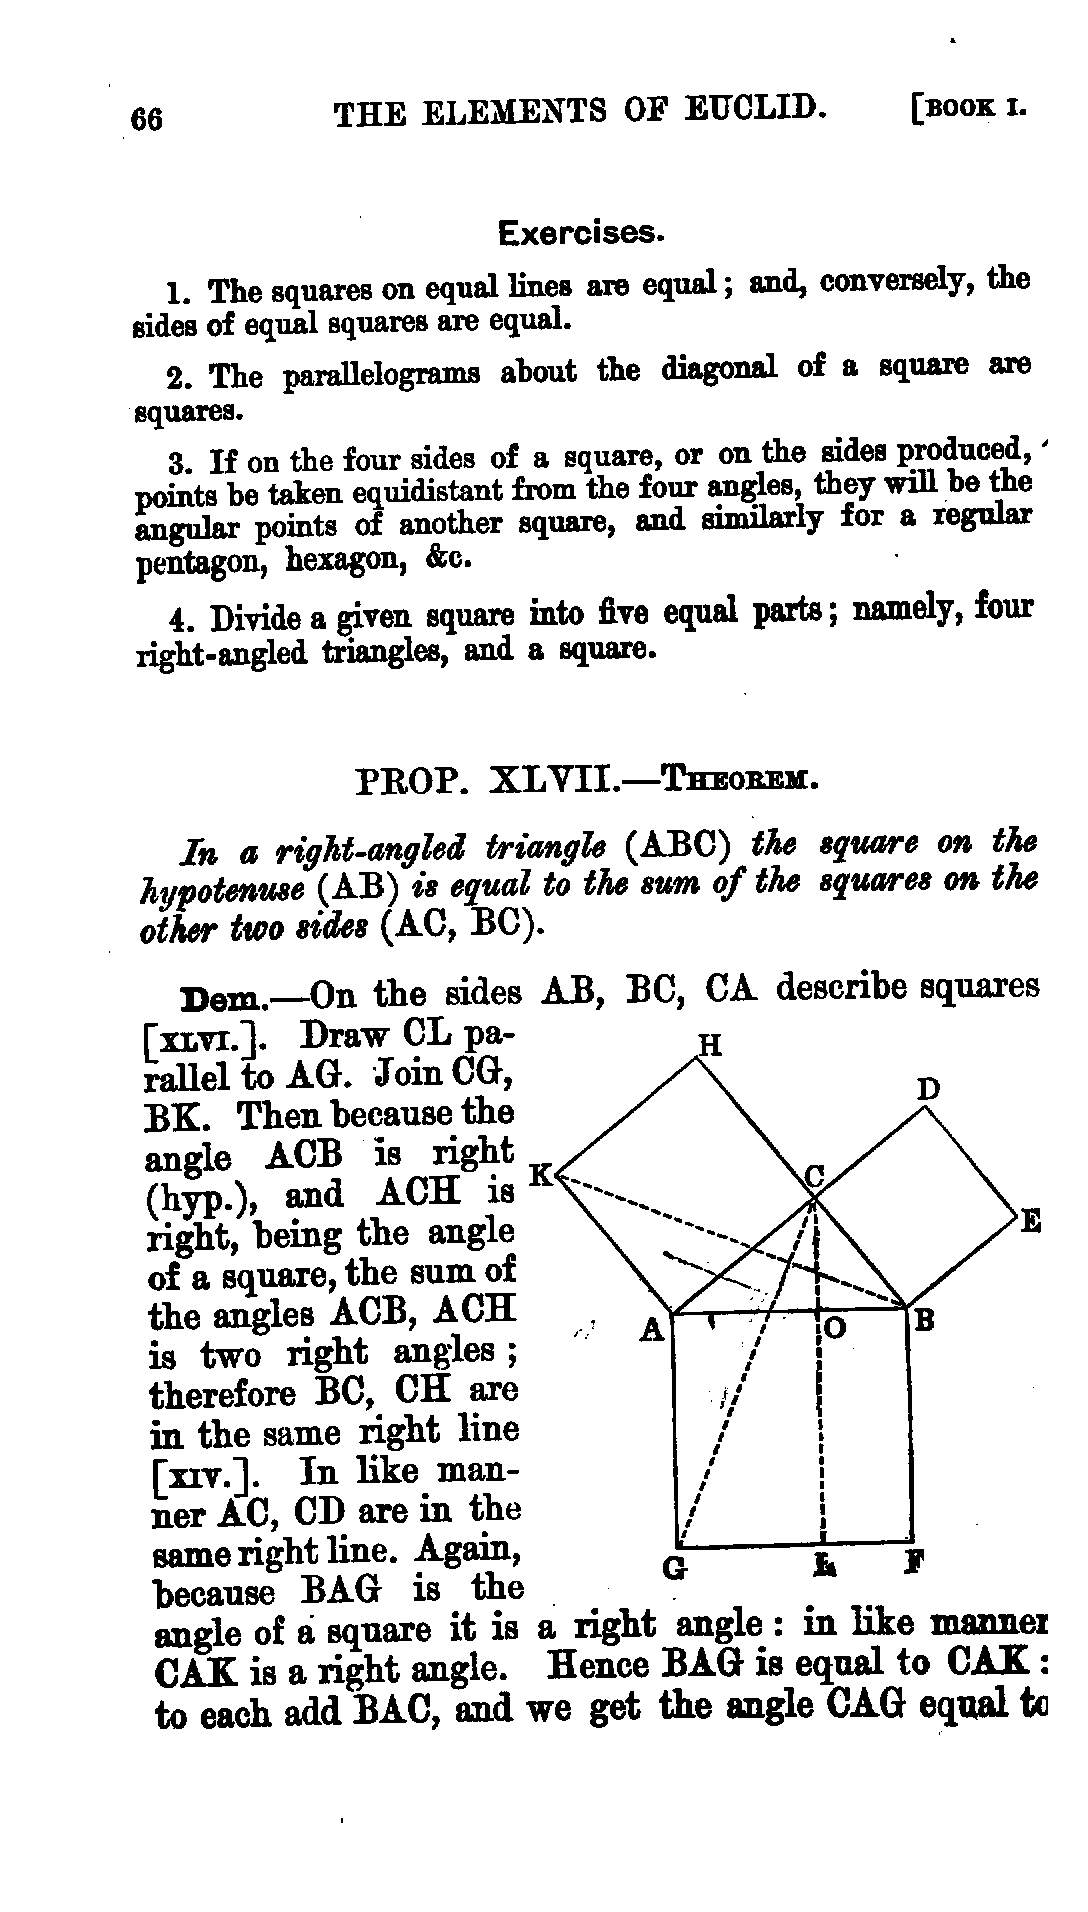 66 THE ELEMENTS OF EUCLID. [BOOK I.
Exercises.
1. The squares on equal lines are equal; and, conversely, the
sides of equal squares are equal.
2. The parallelograms about the diagonal of a square are
squares.
3. If on the four sides of a square, or on the sides produced,
points be taken equidistant from the four angles, they will be the
angular points of another square, and similarly for a regular
pentagon, hexagon, &c.
4. Divide a given square into five equal parts; namely, four
right-angled triangles, and a square.
PROP. XLVII.—THEOREM.
In a right-angled triangle (ABC) the square on the
hypotenuse (AB) is equal to the sum of the squares on the
other two sides (AC, BC).
Dem.—On the sides AB, BC, CA describe squares
[XLVI.]. Draw CL pa-
rallel to AG. Join CG,
BK. Then because the
angle ACB is right
(hyp.), and ACH is
right, being the angle
of a square, the sum of
the angles ACB, ACH
is two right angles;
therefore BC, CH are
in the same right line
[XIV.]. In like man-
ner AC, CD are in the
same right line. Again,
because BAG is the
angle of a square it is a right angle: in like manner
CAK is a right angle. Hence BAG is equal to CAK:
to each add BAC, and we get the angle CAG equal to
H
D
K
C
E
A
O
B
G
L
F